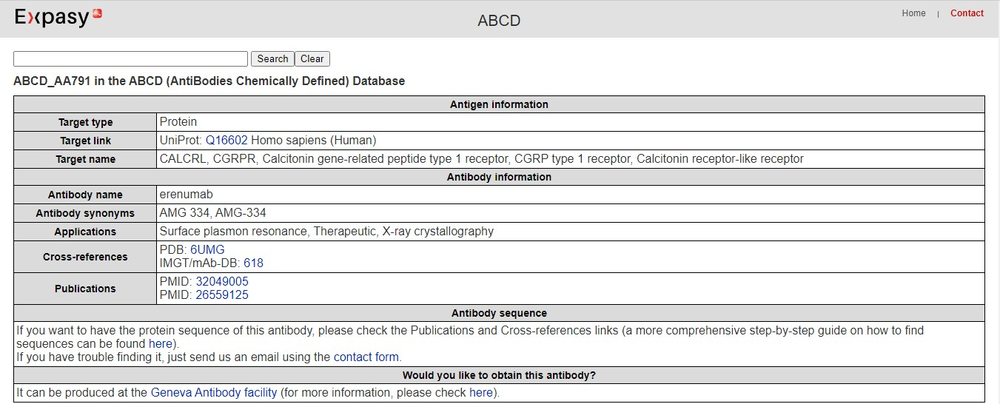 Expasy
ABCD
Home | Contact
Search Clear
ABCD_AA791 in the ABCD (AntiBodies Chemically Defined) Database
Antigen information
Target type Protein
Target link UniProt: Q16602 Homo sapiens (Human)
Target name CALCRL, CGRPR, Calcitonin gene-related peptide type 1 receptor, CGRP type 1 receptor, Calcitonin receptor-like receptor
Antibody information
Antibody name erenumab
Antibody synonyms AMG 334, AMG-334
Applications Surface plasmon resonance, Therapeutic, X-ray crystallography
Cross-references PDB: 6UMG
IMGT/mAb-DB: 618
Publications PMID: 32049005
PMID: 26559125
Antibody sequence
If you want to have the protein sequence of this antibody, please check the Publications and Cross-references links (a more comprehensive step-by-step guide on how to find
sequences can be found here).
If you have trouble finding it, just send us an email using the contact form.
Would you like to obtain this antibody?
It can be produced at the Geneva Antibody facility (for more information, please check here).